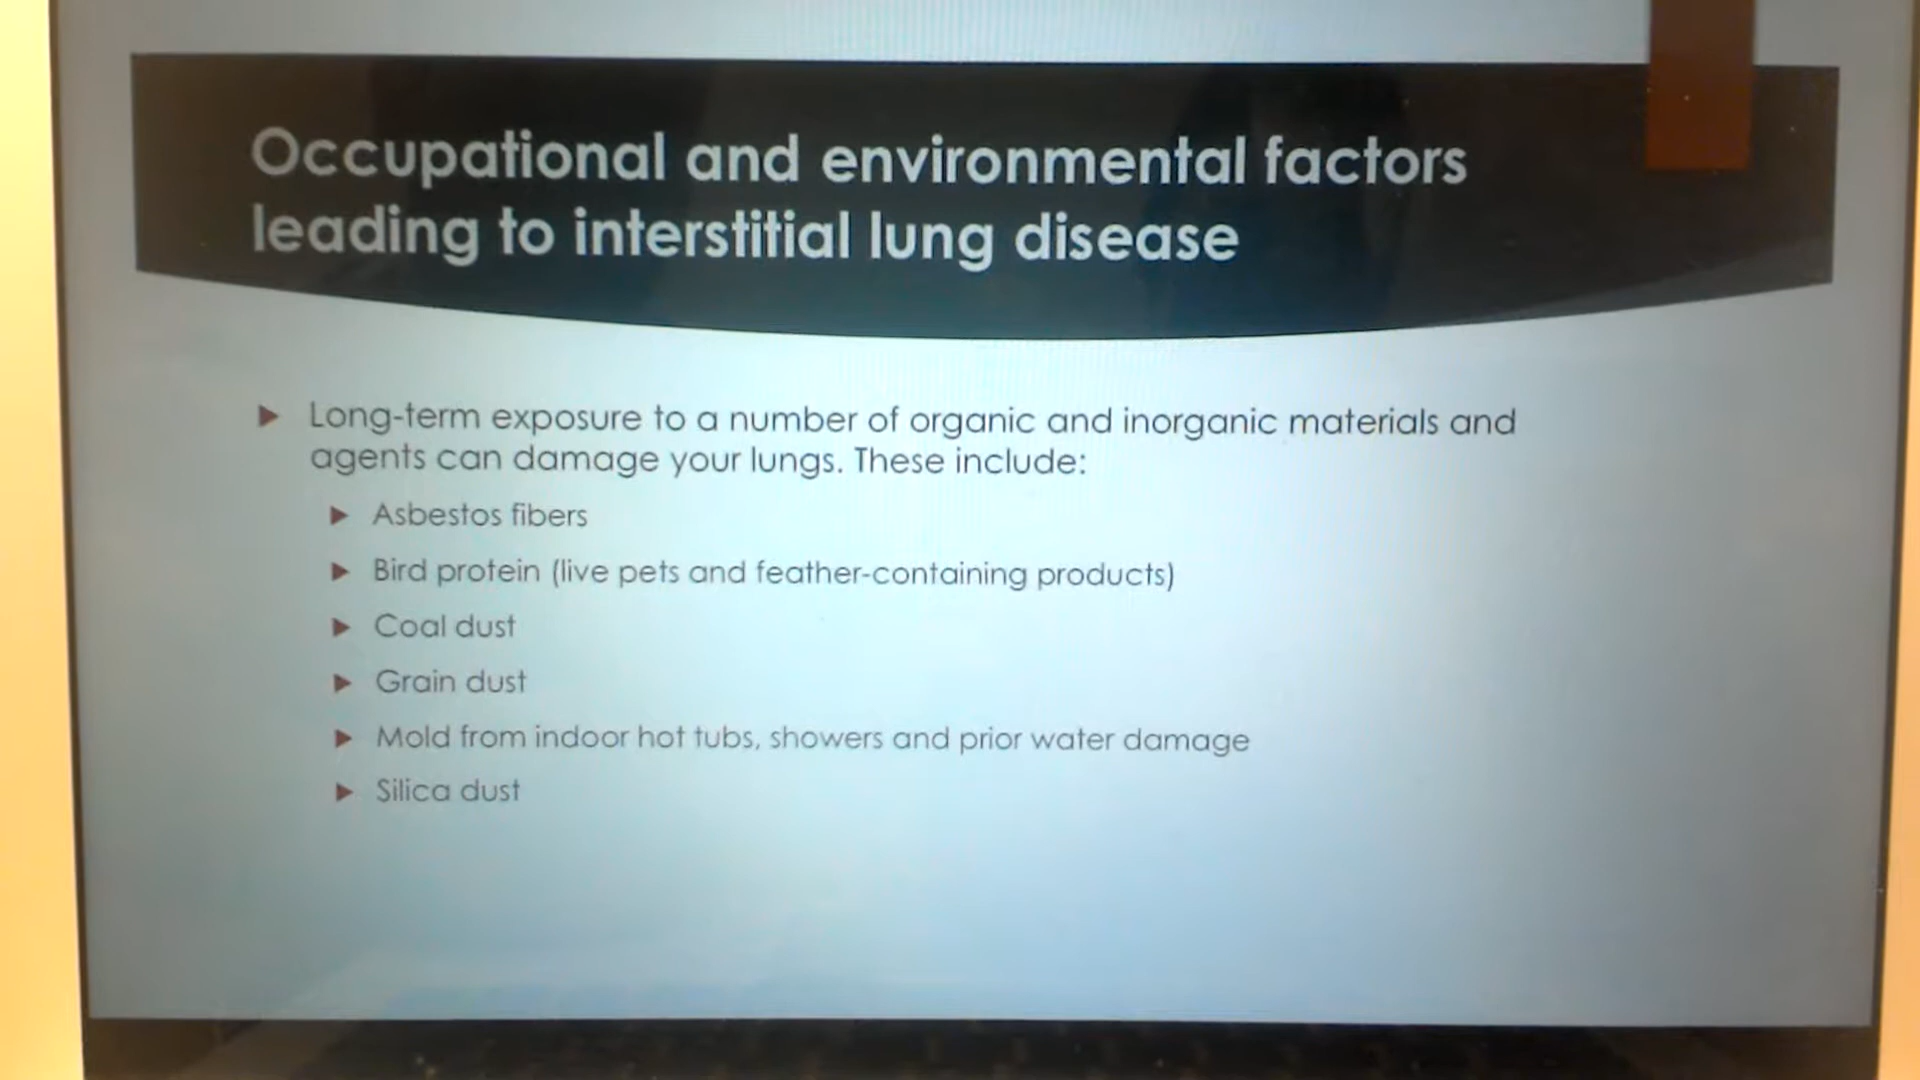 Occupational and environmental factors
leading to interstitial lung disease
Long-term exposure to a number of organic and inorganic materials and
agents can damage your lungs. These include:
Asbestos fibers
Bird protein (live pets and feather-containing products)
Coal dust
Grain dust
Mold from indoor hot tubs, showers and prior water damage
Silica dust